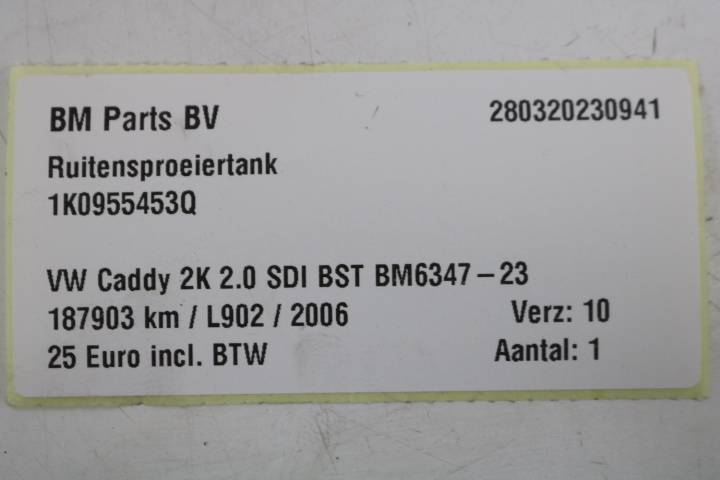 BM Parts BV 280320230941
Ruitensproeiertank
1K0955453Q
VW Caddy 2K 2.0 SDI BST BM6347-23
187903 km / L902 / 2006 Verz: 10
25 Euro incl. BTW Aantal: 1